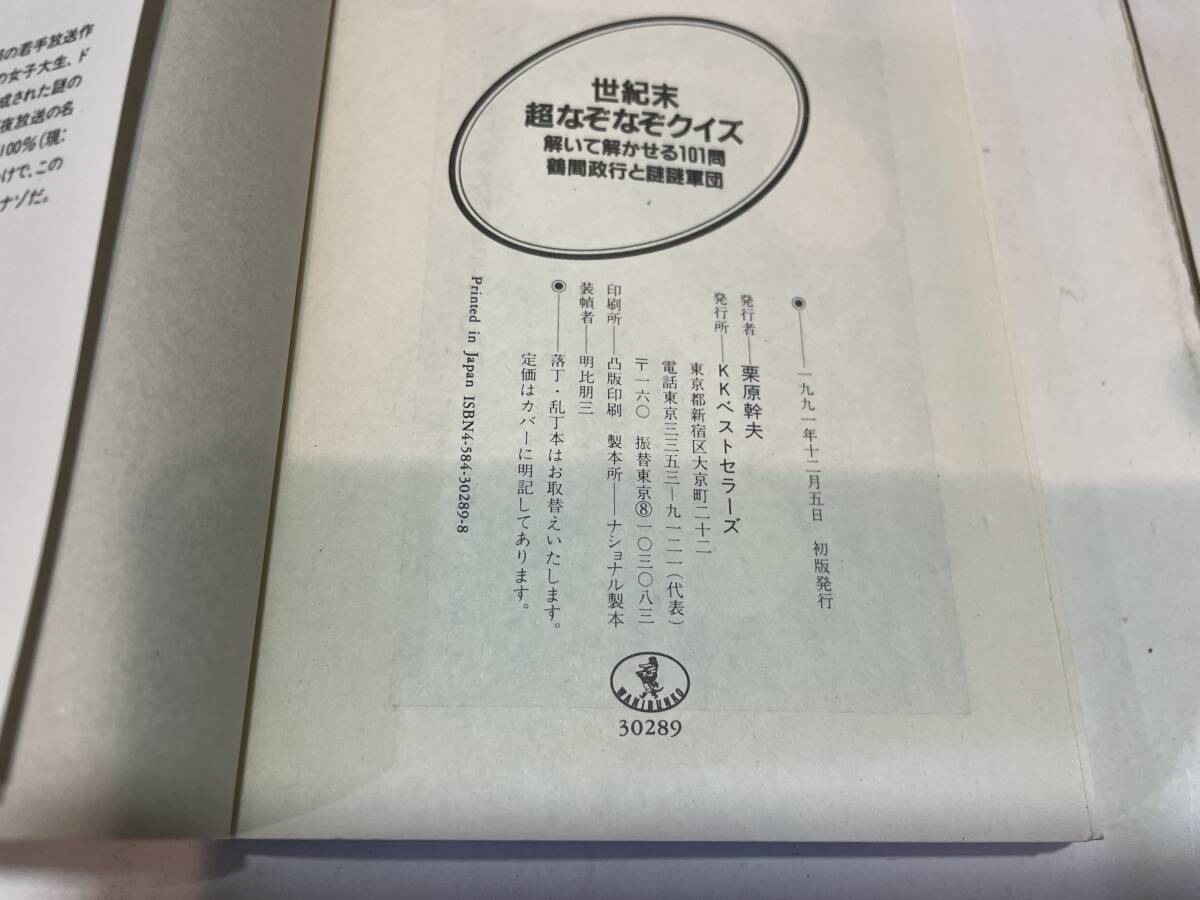 世紀末
超なぞなぞクイズ
解いて解かせる101問
鶴間政行と謎謎軍団
一九九一年十二月五日 初版発行
発行者――栗原幹夫
発行所――KKベストセラーズ
東京都新宿区大京町二十二
電話東京三三五三―九一二一(代表)
〒一六〇 振替東京⑧一〇三〇八三
印刷所――凸版印刷 製本所――ナショナル製本
装幀者――明比朋三
落丁・乱丁本はお取替えいたします。
定価はカバーに明記してあります。
Printed in Japan ISBN4-584-30289-8
WANIBUNKO
30289
の若手放送作
の女子大生、ド
成された謎の
夜放送の名
100%(現:
けで、この
ナゾだ。